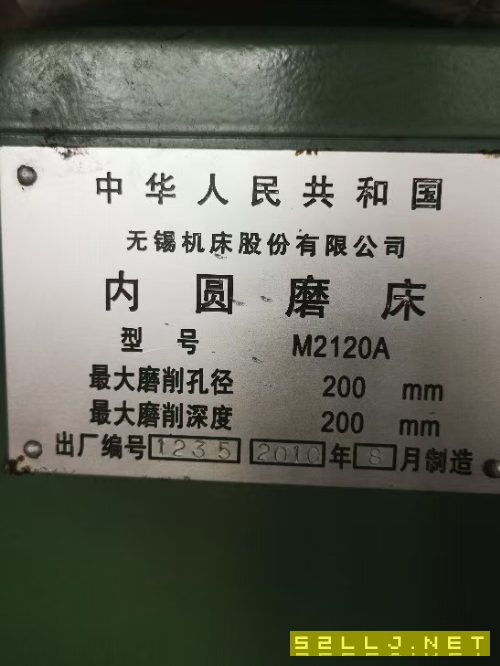 中华人民共和国
无锡机床股份有限公司
内圆磨床
型号 M2120A
最大磨削孔径 200 mm
最大磨削深度 200 mm
出厂编号 1235 2010 年 8 月制造
52LLJ.NET